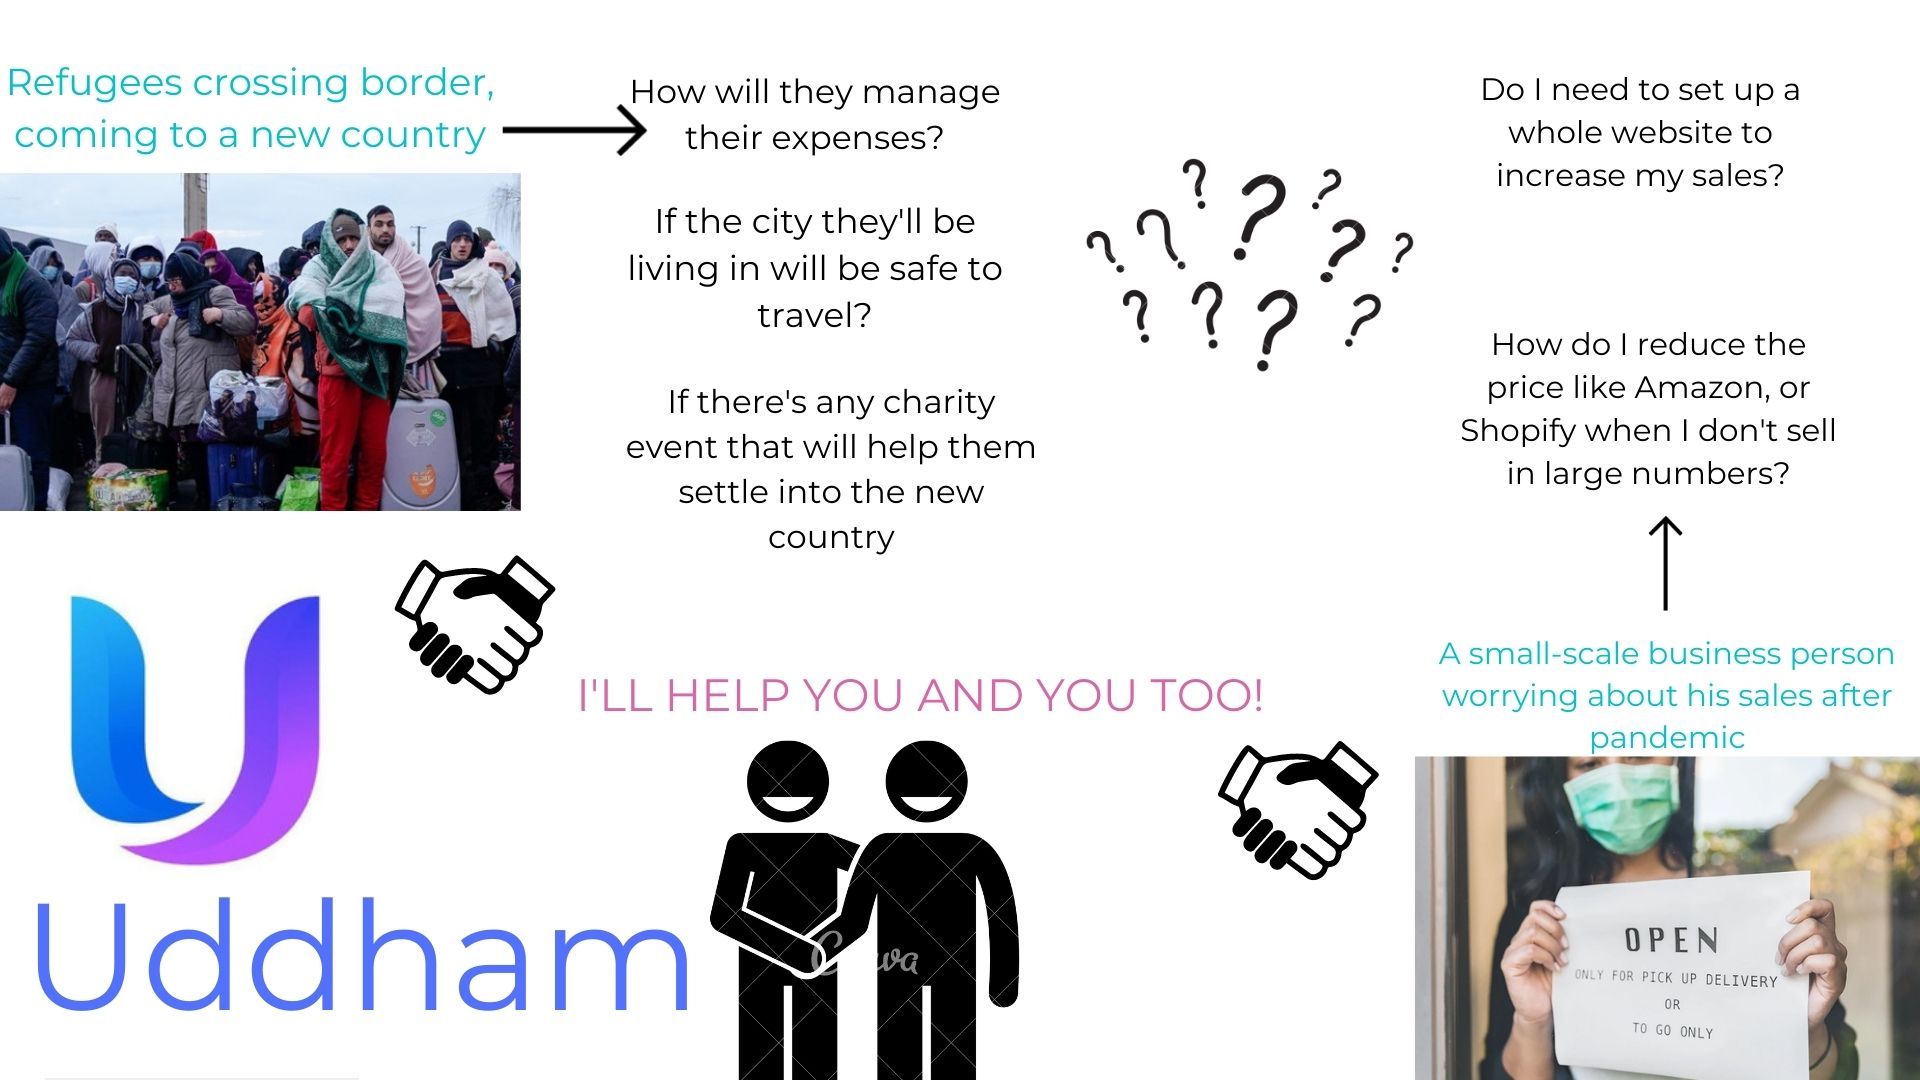 Refugees crossing border,
coming to a new country
How will they manage
their expenses?
If the city they'll be
living in will be safe to
travel?
If there's any charity
event that will help them
settle into the new
country
Do I need to set up a
whole website to
increase my sales?
How do I reduce the
price like Amazon, or
Shopify when I don't sell
in large numbers?
A small-scale business person
worrying about his sales after
pandemic
I'LL HELP YOU AND YOU TOO!
Uddham
Canva
OPEN
ONLY FOR PICK UP DELIVERY
OR
TO GO ONLY